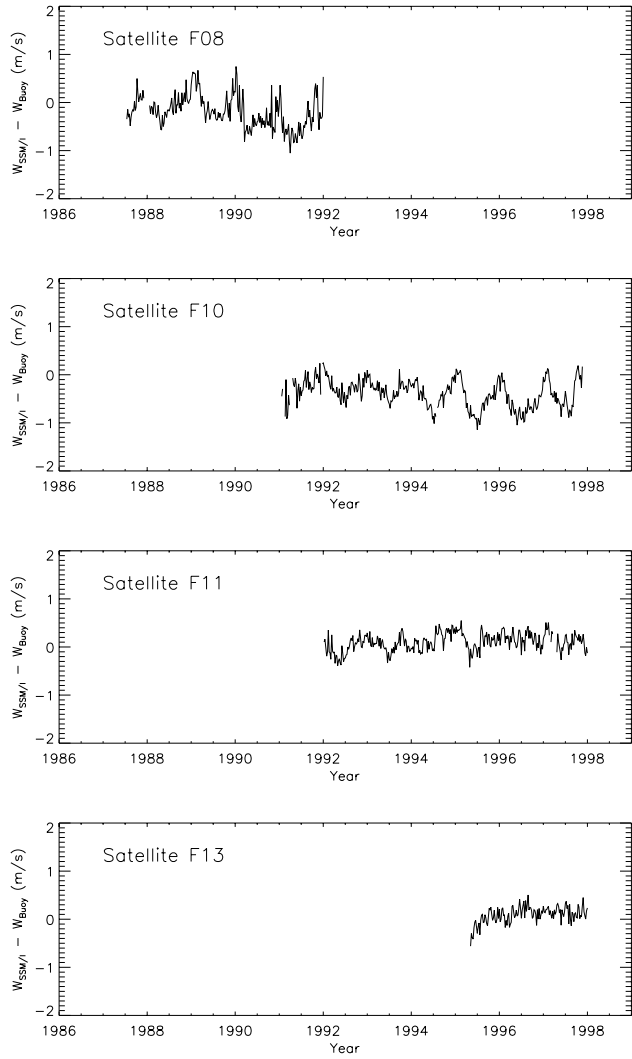 2
Satellite F08
1
0
−1
−2
W_SSM/I − W_Buoy (m/s)
1986 1988 1990 1992 1994 1996 1998
Year
2
Satellite F10
1
0
−1
−2
W_SSM/I − W_Buoy (m/s)
1986 1988 1990 1992 1994 1996 1998
Year
2
Satellite F11
1
0
−1
−2
W_SSM/I − W_Buoy (m/s)
1986 1988 1990 1992 1994 1996 1998
Year
2
Satellite F13
1
0
−1
−2
W_SSM/I − W_Buoy (m/s)
1986 1988 1990 1992 1994 1996 1998
Year